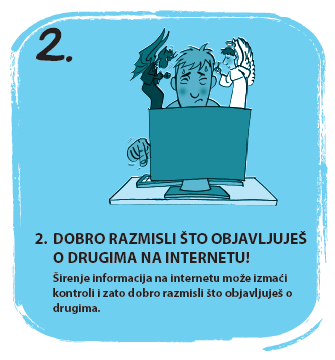 2.
2. DOBRO RAZMISLI ŠTO OBJAVLJUJEŠ
O DRUGIMA NA INTERNETU!
Širenje informacija na internetu može izmaći
kontroli i zato dobro razmisli što objavljuješ o
drugima.